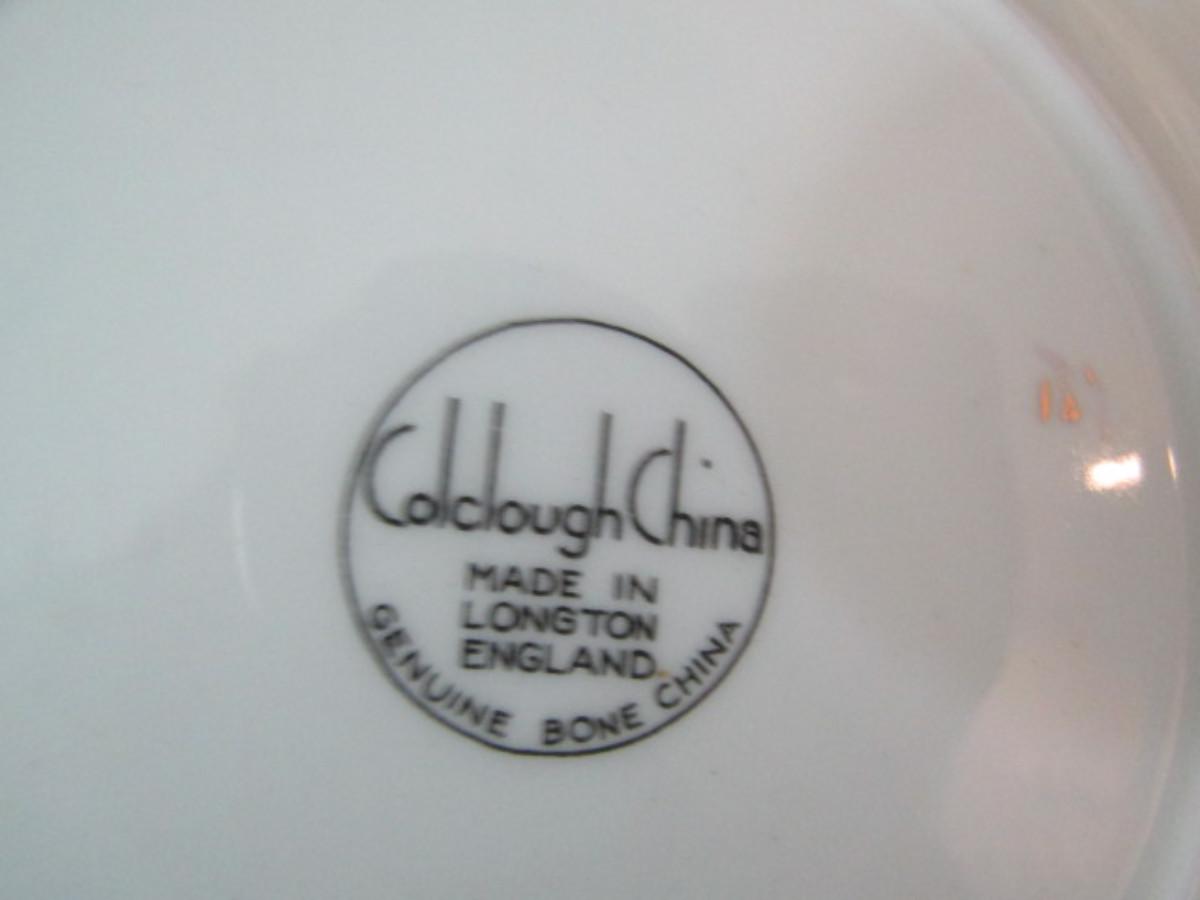 Colclough China
MADE IN
LONGTON
ENGLAND
GENUINE BONE CHINA